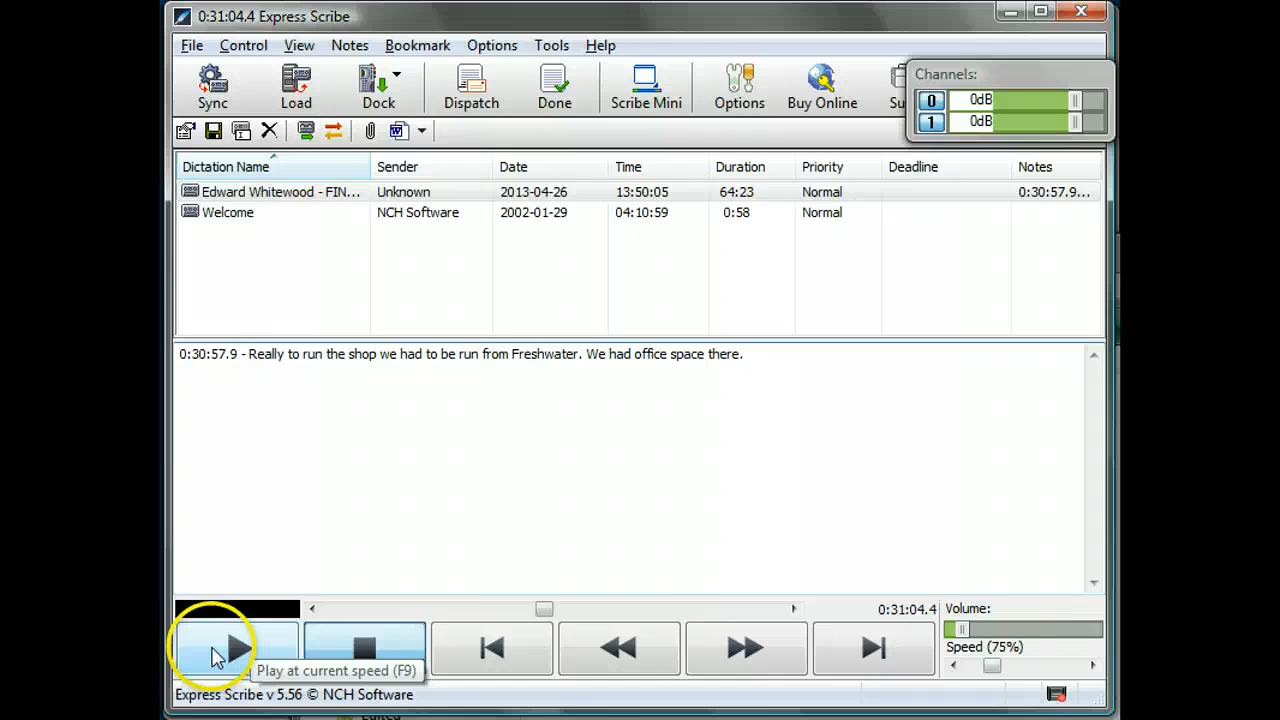 0:31:04.4 Express Scribe
File Control View Notes Bookmark Options Tools Help
Channels:
0 0dB
1 0dB
Sync Load Dock Dispatch Done Scribe Mini Options Buy Online Su
Dictation Name Sender Date Time Duration Priority Deadline Notes
Edward Whitewood - FIN... Unknown 2013-04-26 13:50:05 64:23 Normal 0:30:57.9...
Welcome NCH Software 2002-01-29 04:10:59 0:58 Normal
0:30:57.9 - Really to run the shop we had to be run from Freshwater. We had office space there.
0:31:04.4 Volume:
Speed (75%)
Play at current speed (F9)
Express Scribe v 5.56 © NCH Software